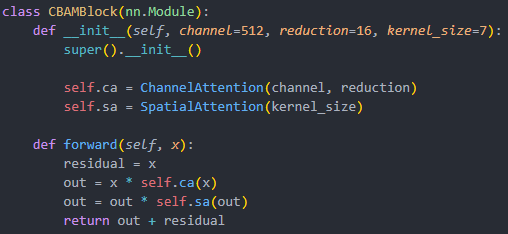 class CBAMBlock(nn.Module):
    def __init__(self, channel=512, reduction=16, kernel_size=7):
        super().__init__()

        self.ca = ChannelAttention(channel, reduction)
        self.sa = SpatialAttention(kernel_size)

    def forward(self, x):
        residual = x
        out = x * self.ca(x)
        out = out * self.sa(out)
        return out + residual